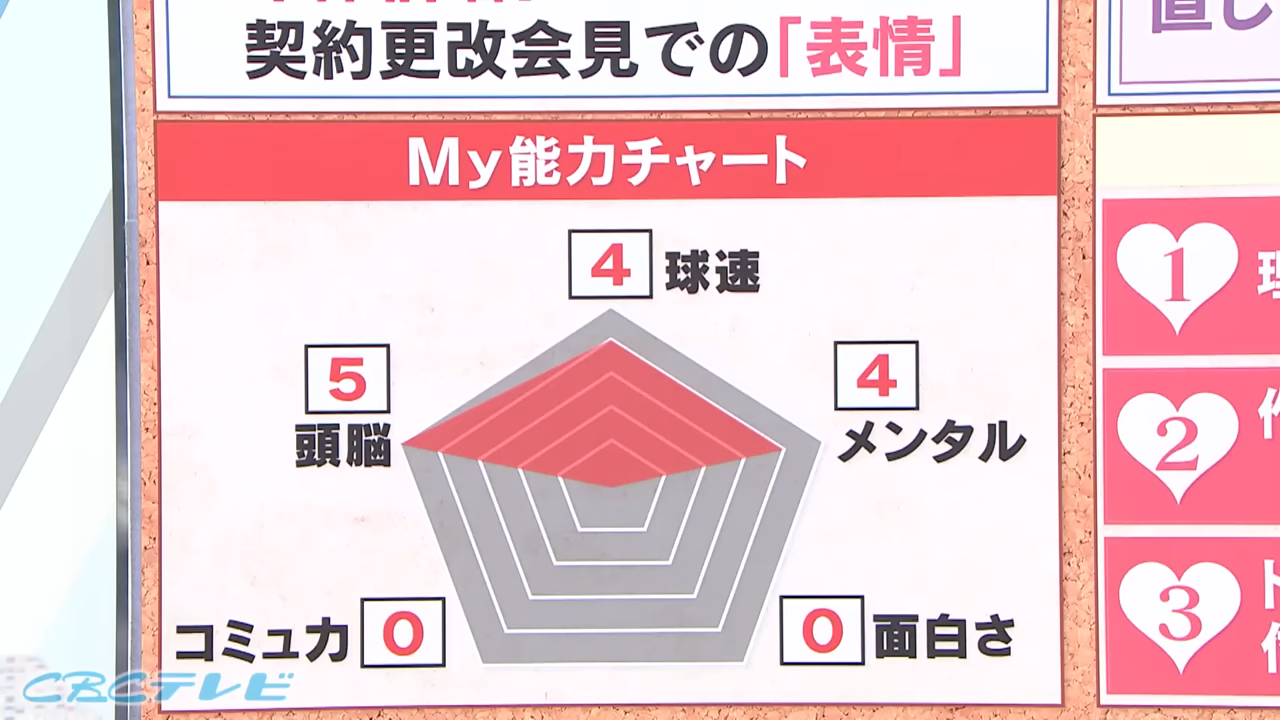 契約更改会見での「表情」
直し
My能力チャート
4 球速
5
頭脳
4
メンタル
コミュ力 0
0 面白さ
1
2
3
CBCテレビ